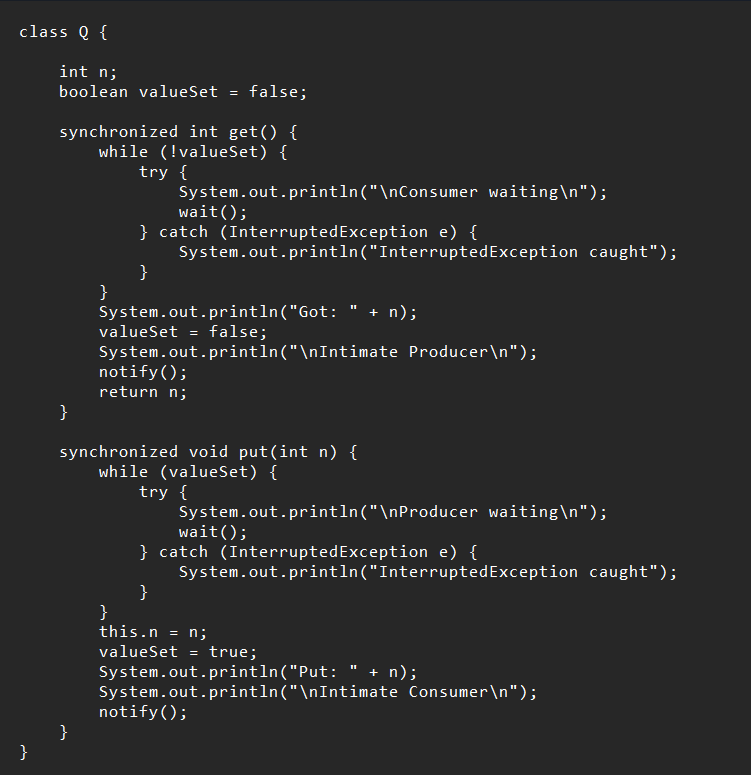 class Q {
    int n;
    boolean valueSet = false;
    synchronized int get() {
        while (!valueSet) {
            try {
                System.out.println("\nConsumer waiting\n");
                wait();
            } catch (InterruptedException e) {
                System.out.println("InterruptedException caught");
            }
        }
        System.out.println("Got: " + n);
        valueSet = false;
        System.out.println("\nIntimate Producer\n");
        notify();
        return n;
    }
    synchronized void put(int n) {
        while (valueSet) {
            try {
                System.out.println("\nProducer waiting\n");
                wait();
            } catch (InterruptedException e) {
                System.out.println("InterruptedException caught");
            }
        }
        this.n = n;
        valueSet = true;
        System.out.println("Put: " + n);
        System.out.println("\nIntimate Consumer\n");
        notify();
    }
}